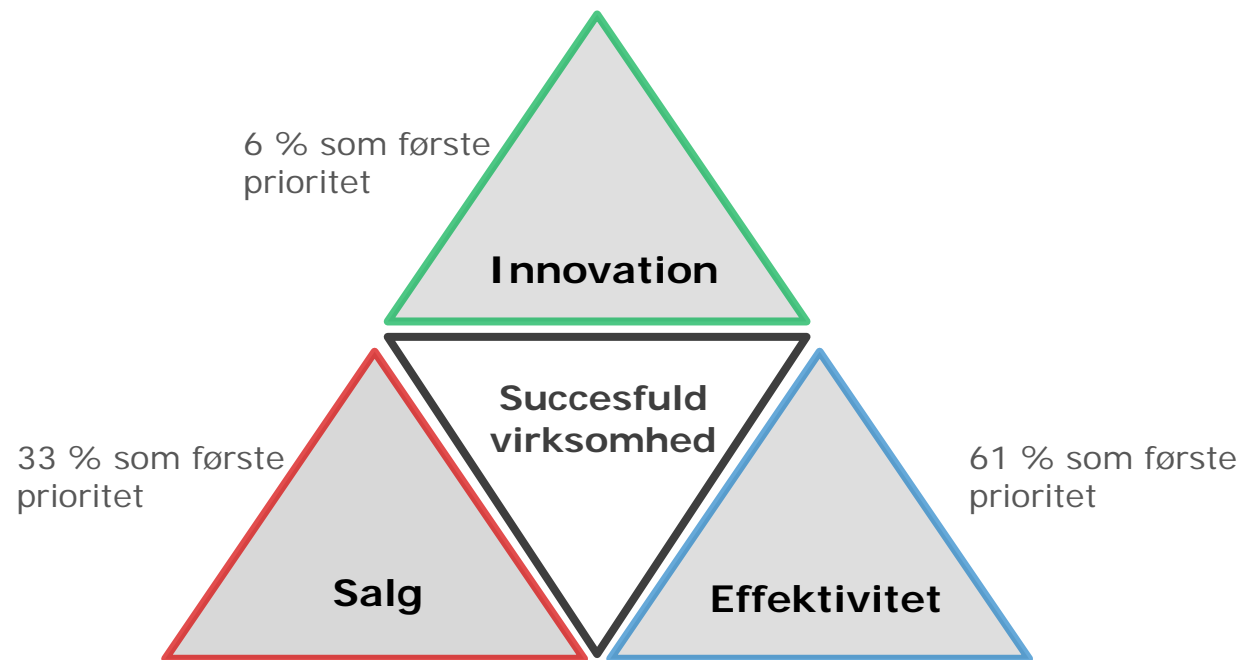 6 % som første
prioritet
Innovation
Succesfuld
virksomhed
33 % som første
prioritet
61 % som første
prioritet
Salg
Effektivitet